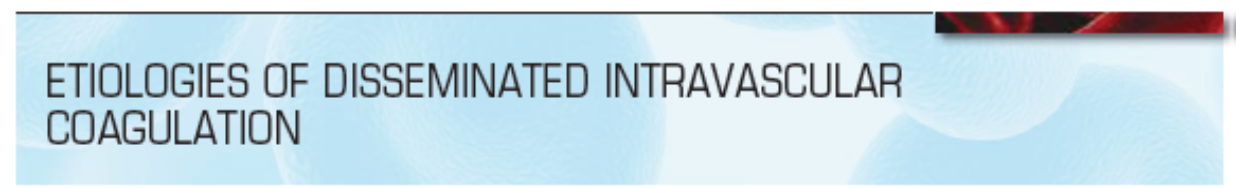 ETIOLOGIES OF DISSEMINATED INTRAVASCULAR
COAGULATION